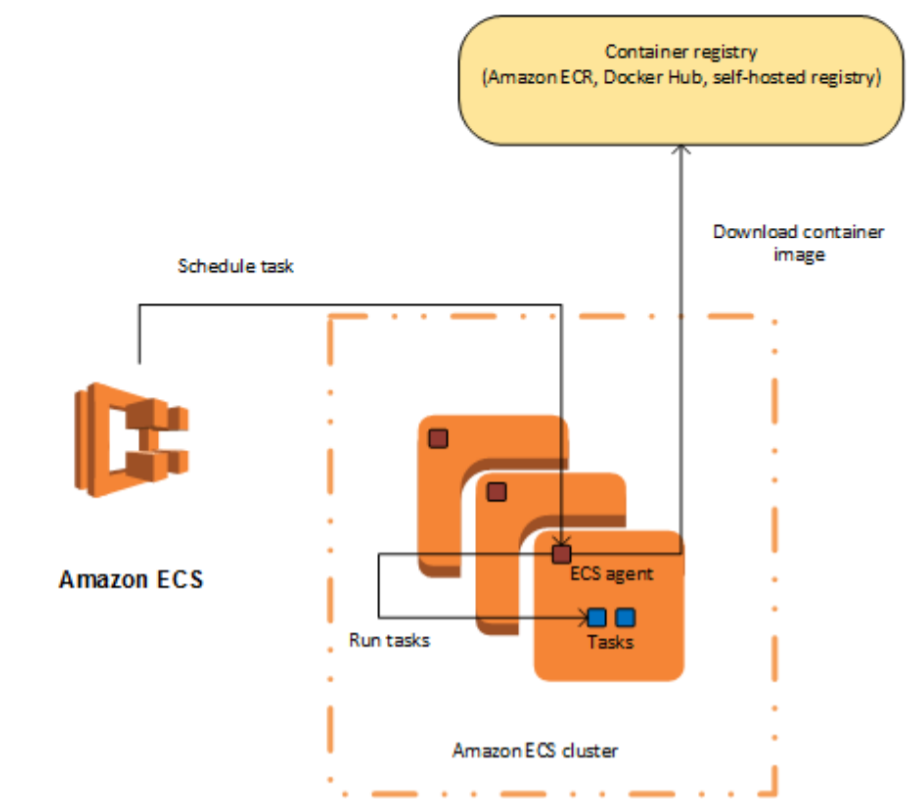 Container registry
(Amazon ECR, Docker Hub, self-hosted registry)
Download container
image
Schedule task
Amazon ECS
ECS agent
Run tasks
Tasks
Amazon ECS cluster